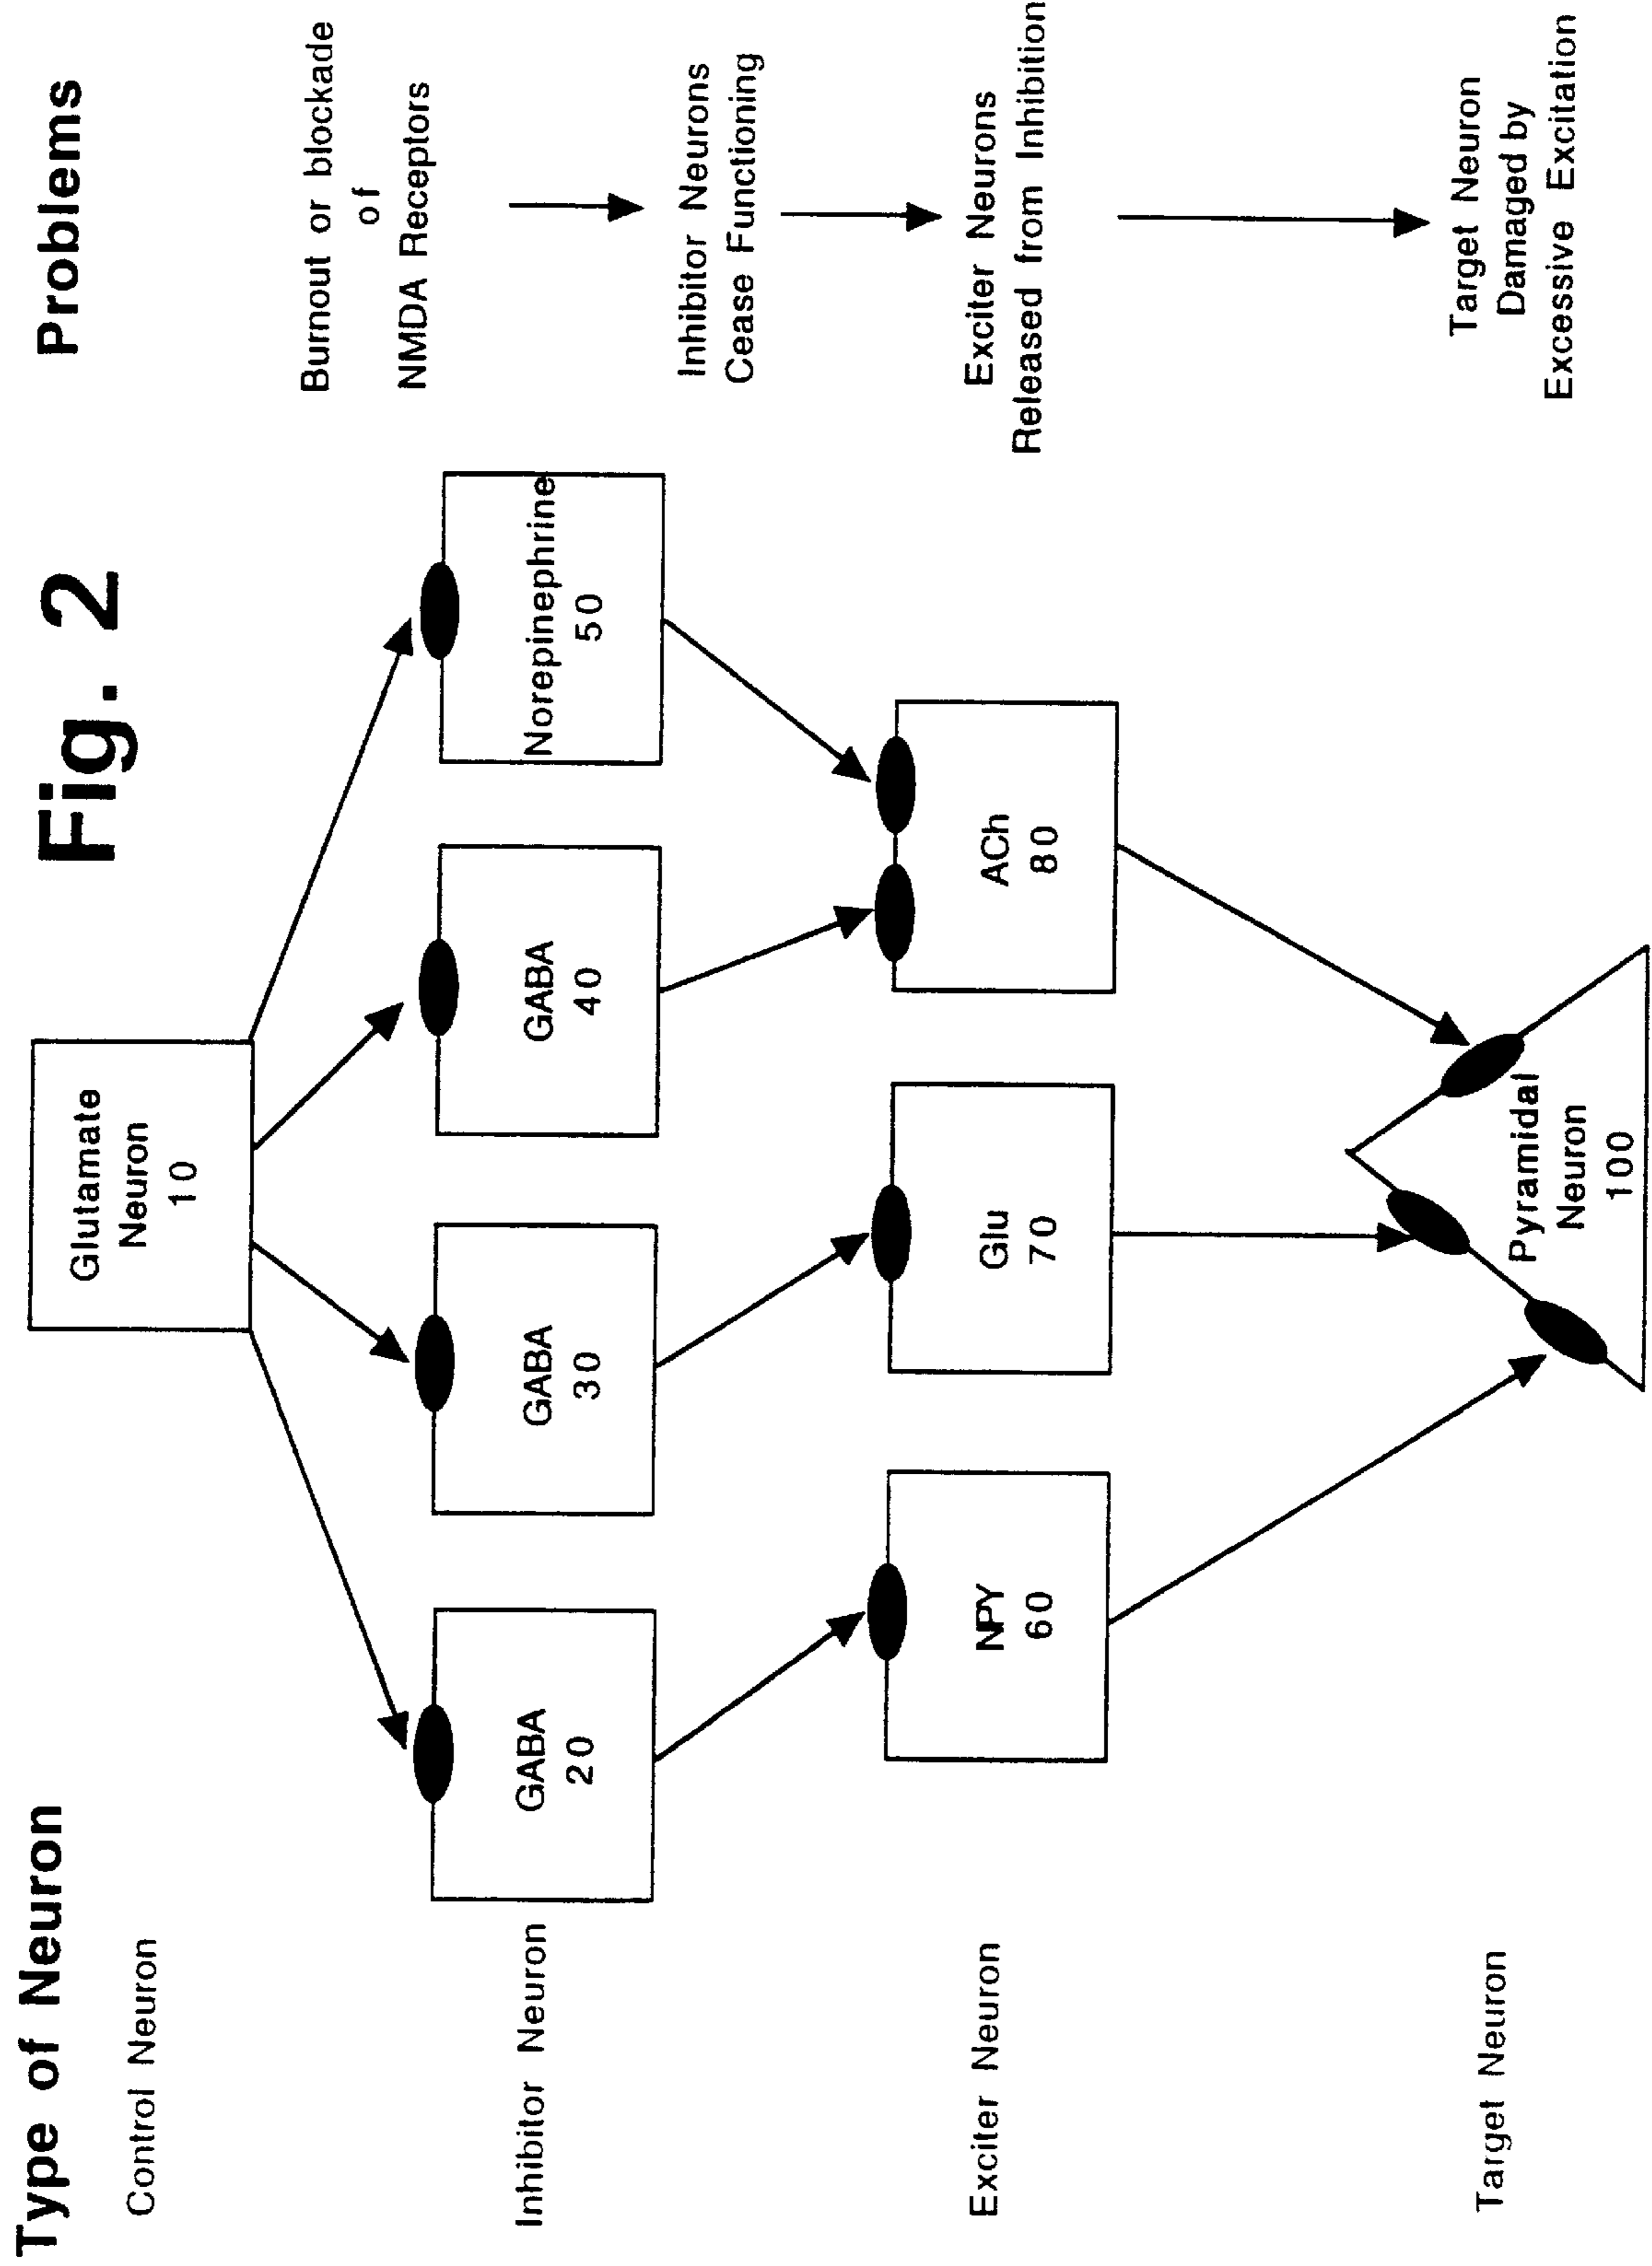 Fig. 2
Type of Neuron
Problems
Control Neuron
Glutamate
Neuron
10
Burnout or blockade
of
NMDA Receptors
Inhibitor Neuron
GABA
20
GABA
30
GABA
40
Norepinephrine
50
Inhibitor Neurons
Cease Functioning
Exciter Neuron
NPY
60
Glu
70
ACh
80
Exciter Neurons
Released from Inhibition
Target Neuron
Pyramidal
Neuron
100
Target Neuron
Damaged by
Excessive Excitation